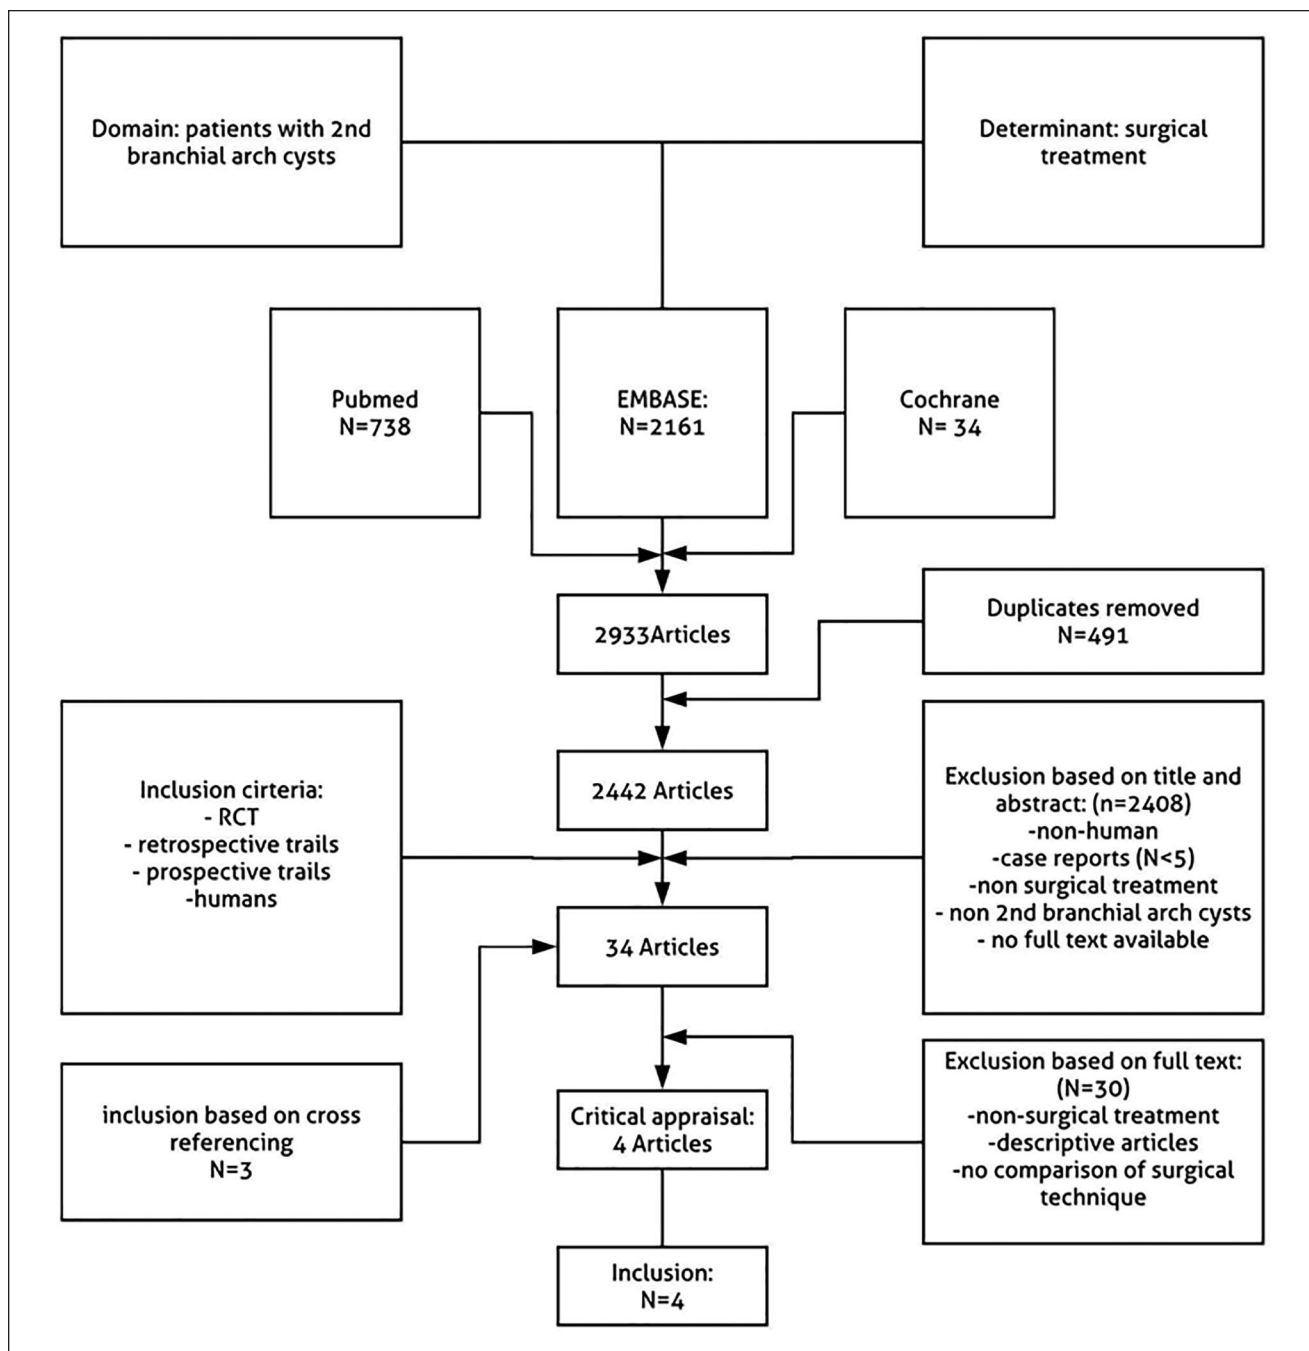 Domain: patients with 2nd
branchial arch cysts
Determinant: surgical
treatment
Pubmed
N=738
EMBASE:
N=2161
Cochrane
N= 34
2933Articles
Duplicates removed
N=491
2442 Articles
Inclusion cirteria:
- RCT
- retrospective trails
- prospective trails
-humans
Exclusion based on title and
abstract: (n=2408)
-non-human
-case reports (N<5)
-non surgical treatment
- non 2nd branchial arch cysts
- no full text available
34 Articles
inclusion based on cross
referencing
N=3
Exclusion based on full text:
(N=30)
-non-surgical treatment
-descriptive articles
-no comparison of surgical
technique
Critical appraisal:
4 Articles
Inclusion:
N=4